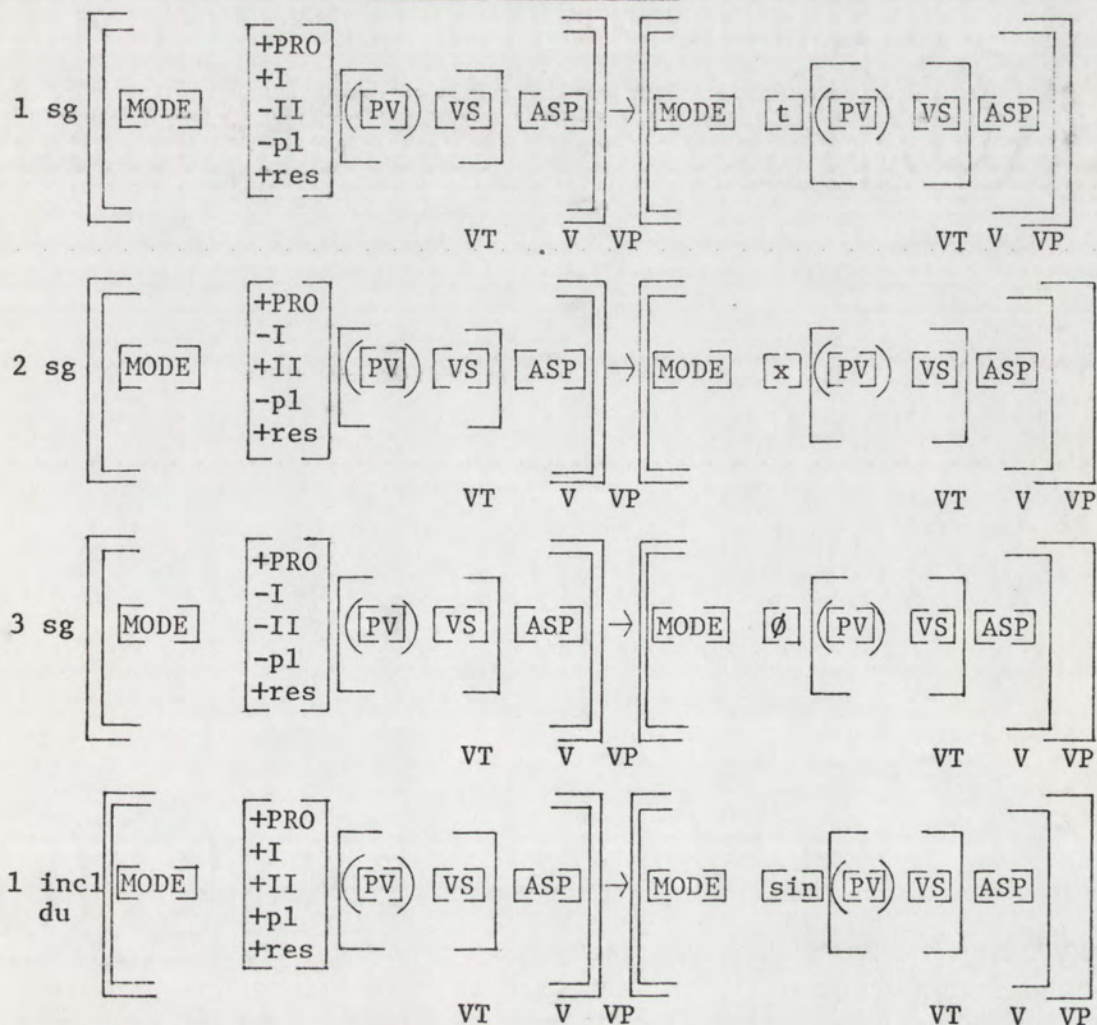 +PRO
+I
1 sg [MODE] -II ([PV]) [VS] [ASP] → [MODE] [t] ([PV]) [VS] [ASP]
-pl
+res
VT V VP VT V VP
+PRO
-I
2 sg [MODE] +II ([PV]) [VS] [ASP] → [MODE] [x] ([PV]) [VS] [ASP]
-pl
+res
VT V VP VT V VP
+PRO
-I
3 sg [MODE] -II ([PV]) [VS] [ASP] → [MODE] [ø] ([PV]) [VS] [ASP]
-pl
+res
VT V VP VT V VP
+PRO
+I
1 incl [MODE] +II ([PV]) [VS] [ASP] → [MODE] [sin] ([PV]) [VS] [ASP]
du +pl
+res
VT V VP VT V VP